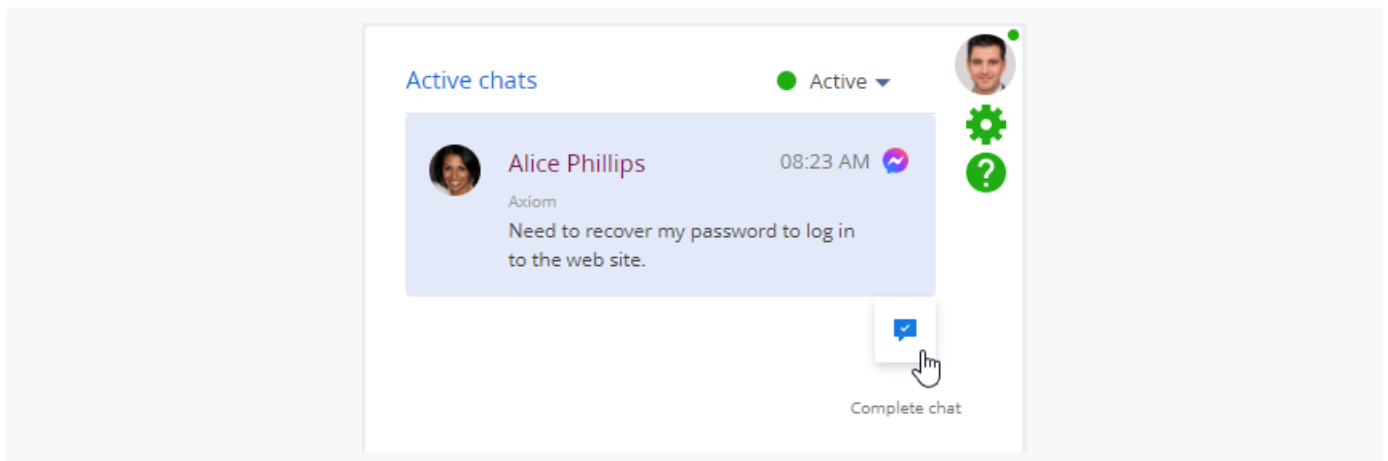 Active chats
Active
Alice Phillips
08:23 AM
Axiom
Need to recover my password to log in
to the web site.
Complete chat